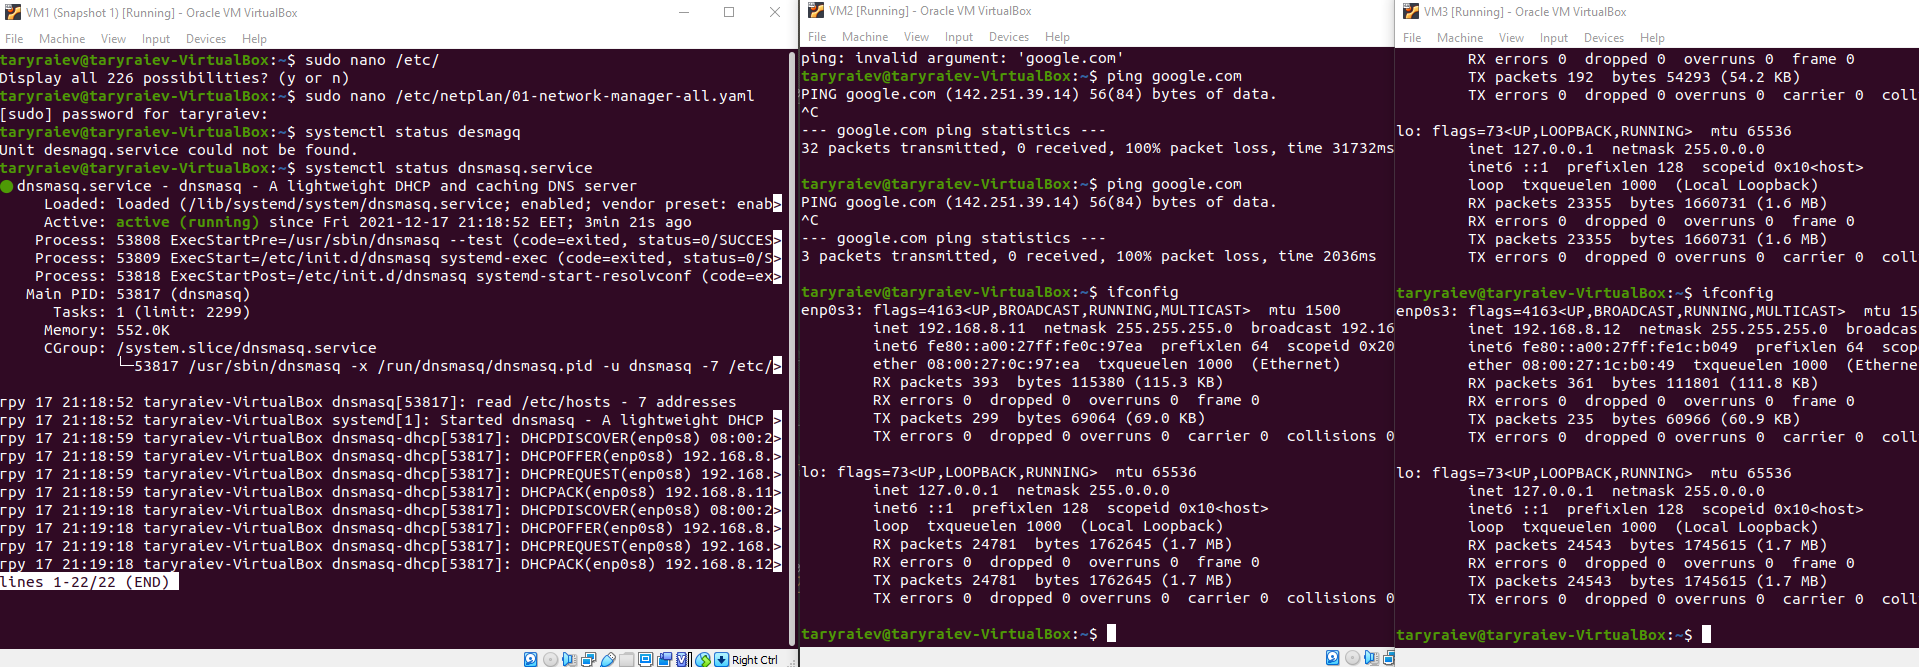 VM1 (Snapshot 1) [Running] - Oracle VM VirtualBox
File Machine View Input Devices Help
taryraiev@taryraiev-VirtualBox:~$ sudo nano /etc/
Display all 226 possibilities? (y or n)
taryraiev@taryraiev-VirtualBox:~$ sudo nano /etc/netplan/01-network-manager-all.yaml
[sudo] password for taryraiev:
taryraiev@taryraiev-VirtualBox:~$ systemctl status desmagq
Unit desmagq.service could not be found.
taryraiev@taryraiev-VirtualBox:~$ systemctl status dnsmasq.service
dnsmasq.service - dnsmasq - A lightweight DHCP and caching DNS server
Loaded: loaded (/lib/systemd/system/dnsmasq.service; enabled; vendor preset: enab>
Active: active (running) since Fri 2021-12-17 21:18:52 EET; 3min 21s ago
Process: 53808 ExecStartPre=/usr/sbin/dnsmasq --test (code=exited, status=0/SUCCES>
Process: 53809 ExecStart=/etc/init.d/dnsmasq systemd-exec (code=exited, status=0/S>
Process: 53818 ExecStartPost=/etc/init.d/dnsmasq systemd-start-resolvconf (code=ex>
Main PID: 53817 (dnsmasq)
Tasks: 1 (limit: 2299)
Memory: 552.0K
CGroup: /system.slice/dnsmasq.service
└─53817 /usr/sbin/dnsmasq -x /run/dnsmasq/dnsmasq.pid -u dnsmasq -7 /etc/>
rpy 17 21:18:52 taryraiev-VirtualBox dnsmasq[53817]: read /etc/hosts - 7 addresses
rpy 17 21:18:52 taryraiev-VirtualBox systemd[1]: Started dnsmasq - A lightweight DHCP >
rpy 17 21:18:59 taryraiev-VirtualBox dnsmasq-dhcp[53817]: DHCPDISCOVER(enp0s8) 08:00:2>
rpy 17 21:18:59 taryraiev-VirtualBox dnsmasq-dhcp[53817]: DHCPOFFER(enp0s8) 192.168.8.>
rpy 17 21:18:59 taryraiev-VirtualBox dnsmasq-dhcp[53817]: DHCPREQUEST(enp0s8) 192.168.>
rpy 17 21:18:59 taryraiev-VirtualBox dnsmasq-dhcp[53817]: DHCPACK(enp0s8) 192.168.8.11>
rpy 17 21:19:18 taryraiev-VirtualBox dnsmasq-dhcp[53817]: DHCPDISCOVER(enp0s8) 08:00:2>
rpy 17 21:19:18 taryraiev-VirtualBox dnsmasq-dhcp[53817]: DHCPOFFER(enp0s8) 192.168.8.>
rpy 17 21:19:18 taryraiev-VirtualBox dnsmasq-dhcp[53817]: DHCPREQUEST(enp0s8) 192.168.>
rpy 17 21:19:18 taryraiev-VirtualBox dnsmasq-dhcp[53817]: DHCPACK(enp0s8) 192.168.8.12>
lines 1-22/22 (END)
Right Ctrl
VM2 [Running] - Oracle VM VirtualBox
File Machine View Input Devices Help
ping: invalid argument: 'google.com'
taryraiev@taryraiev-VirtualBox:~$ ping google.com
PING google.com (142.251.39.14) 56(84) bytes of data.
^C
--- google.com ping statistics ---
32 packets transmitted, 0 received, 100% packet loss, time 31732ms
taryraiev@taryraiev-VirtualBox:~$ ping google.com
PING google.com (142.251.39.14) 56(84) bytes of data.
^C
--- google.com ping statistics ---
3 packets transmitted, 0 received, 100% packet loss, time 2036ms
taryraiev@taryraiev-VirtualBox:~$ ifconfig
enp0s3: flags=4163<UP,BROADCAST,RUNNING,MULTICAST> mtu 1500
inet 192.168.8.11 netmask 255.255.255.0 broadcast 192.16
inet6 fe80::a00:27ff:fe0c:97ea prefixlen 64 scopeid 0x20
ether 08:00:27:0c:97:ea txqueuelen 1000 (Ethernet)
RX packets 393 bytes 115380 (115.3 KB)
RX errors 0 dropped 0 overruns 0 frame 0
TX packets 299 bytes 69064 (69.0 KB)
TX errors 0 dropped 0 overruns 0 carrier 0 collisions 0
lo: flags=73<UP,LOOPBACK,RUNNING> mtu 65536
inet 127.0.0.1 netmask 255.0.0.0
inet6 ::1 prefixlen 128 scopeid 0x10<host>
loop txqueuelen 1000 (Local Loopback)
RX packets 24781 bytes 1762645 (1.7 MB)
RX errors 0 dropped 0 overruns 0 frame 0
TX packets 24781 bytes 1762645 (1.7 MB)
TX errors 0 dropped 0 overruns 0 carrier 0 collisions 0
taryraiev@taryraiev-VirtualBox:~$
VM3 [Running] - Oracle VM VirtualBox
File Machine View Input Devices Help
RX errors 0 dropped 0 overruns 0 frame 0
TX packets 192 bytes 54293 (54.2 KB)
TX errors 0 dropped 0 overruns 0 carrier 0 coll
lo: flags=73<UP,LOOPBACK,RUNNING> mtu 65536
inet 127.0.0.1 netmask 255.0.0.0
inet6 ::1 prefixlen 128 scopeid 0x10<host>
loop txqueuelen 1000 (Local Loopback)
RX packets 23355 bytes 1660731 (1.6 MB)
RX errors 0 dropped 0 overruns 0 frame 0
TX packets 23355 bytes 1660731 (1.6 MB)
TX errors 0 dropped 0 overruns 0 carrier 0 coll
taryraiev@taryraiev-VirtualBox:~$ ifconfig
enp0s3: flags=4163<UP,BROADCAST,RUNNING,MULTICAST> mtu 15
inet 192.168.8.12 netmask 255.255.255.0 broadcas
inet6 fe80::a00:27ff:fe1c:b049 prefixlen 64 scop
ether 08:00:27:1c:b0:49 txqueuelen 1000 (Etherne
RX packets 361 bytes 111801 (111.8 KB)
RX errors 0 dropped 0 overruns 0 frame 0
TX packets 235 bytes 60966 (60.9 KB)
TX errors 0 dropped 0 overruns 0 carrier 0 coll
lo: flags=73<UP,LOOPBACK,RUNNING> mtu 65536
inet 127.0.0.1 netmask 255.0.0.0
inet6 ::1 prefixlen 128 scopeid 0x10<host>
loop txqueuelen 1000 (Local Loopback)
RX packets 24543 bytes 1745615 (1.7 MB)
RX errors 0 dropped 0 overruns 0 frame 0
TX packets 24543 bytes 1745615 (1.7 MB)
TX errors 0 dropped 0 overruns 0 carrier 0 coll
taryraiev@taryraiev-VirtualBox:~$